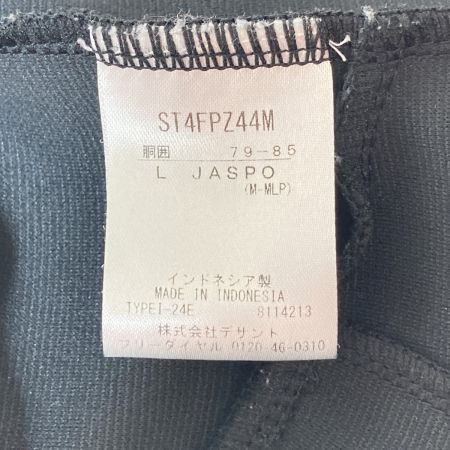 ST4FPZ44M
胴囲 79-85
L JASPO
(M-MLP)
インドネシア製
MADE IN INDONESIA
TYPEI-24E 8114213
株式会社デサント
フリーダイヤル 0120-46-0310